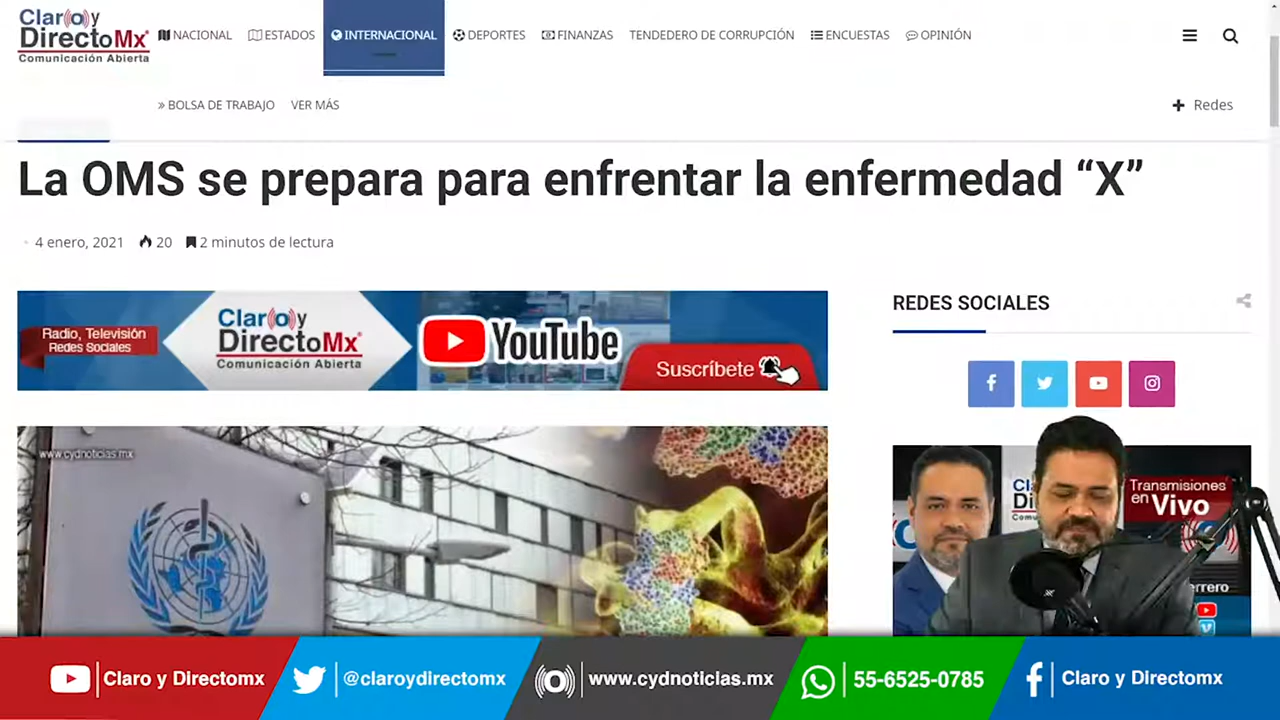 Claro y
DirectoMx
Comunicación Abierta
NACIONAL
ESTADOS
INTERNACIONAL
DEPORTES
FINANZAS
TENDEDERO DE CORRUPCIÓN
ENCUESTAS
OPINIÓN
» BOLSA DE TRABAJO
VER MÁS
+ Redes
La OMS se prepara para enfrentar la enfermedad “X”
4 enero, 2021
20
2 minutos de lectura
Radio, Televisión
Redes Sociales
Claro y
DirectoMx
Comunicación Abierta
YouTube
Suscríbete
REDES SOCIALES
www.cydnoticias.mx
Transmisiones
en Vivo
Claro y Directomx
@claroydirectomx
www.cydnoticias.mx
55-6525-0785
Claro y Directomx